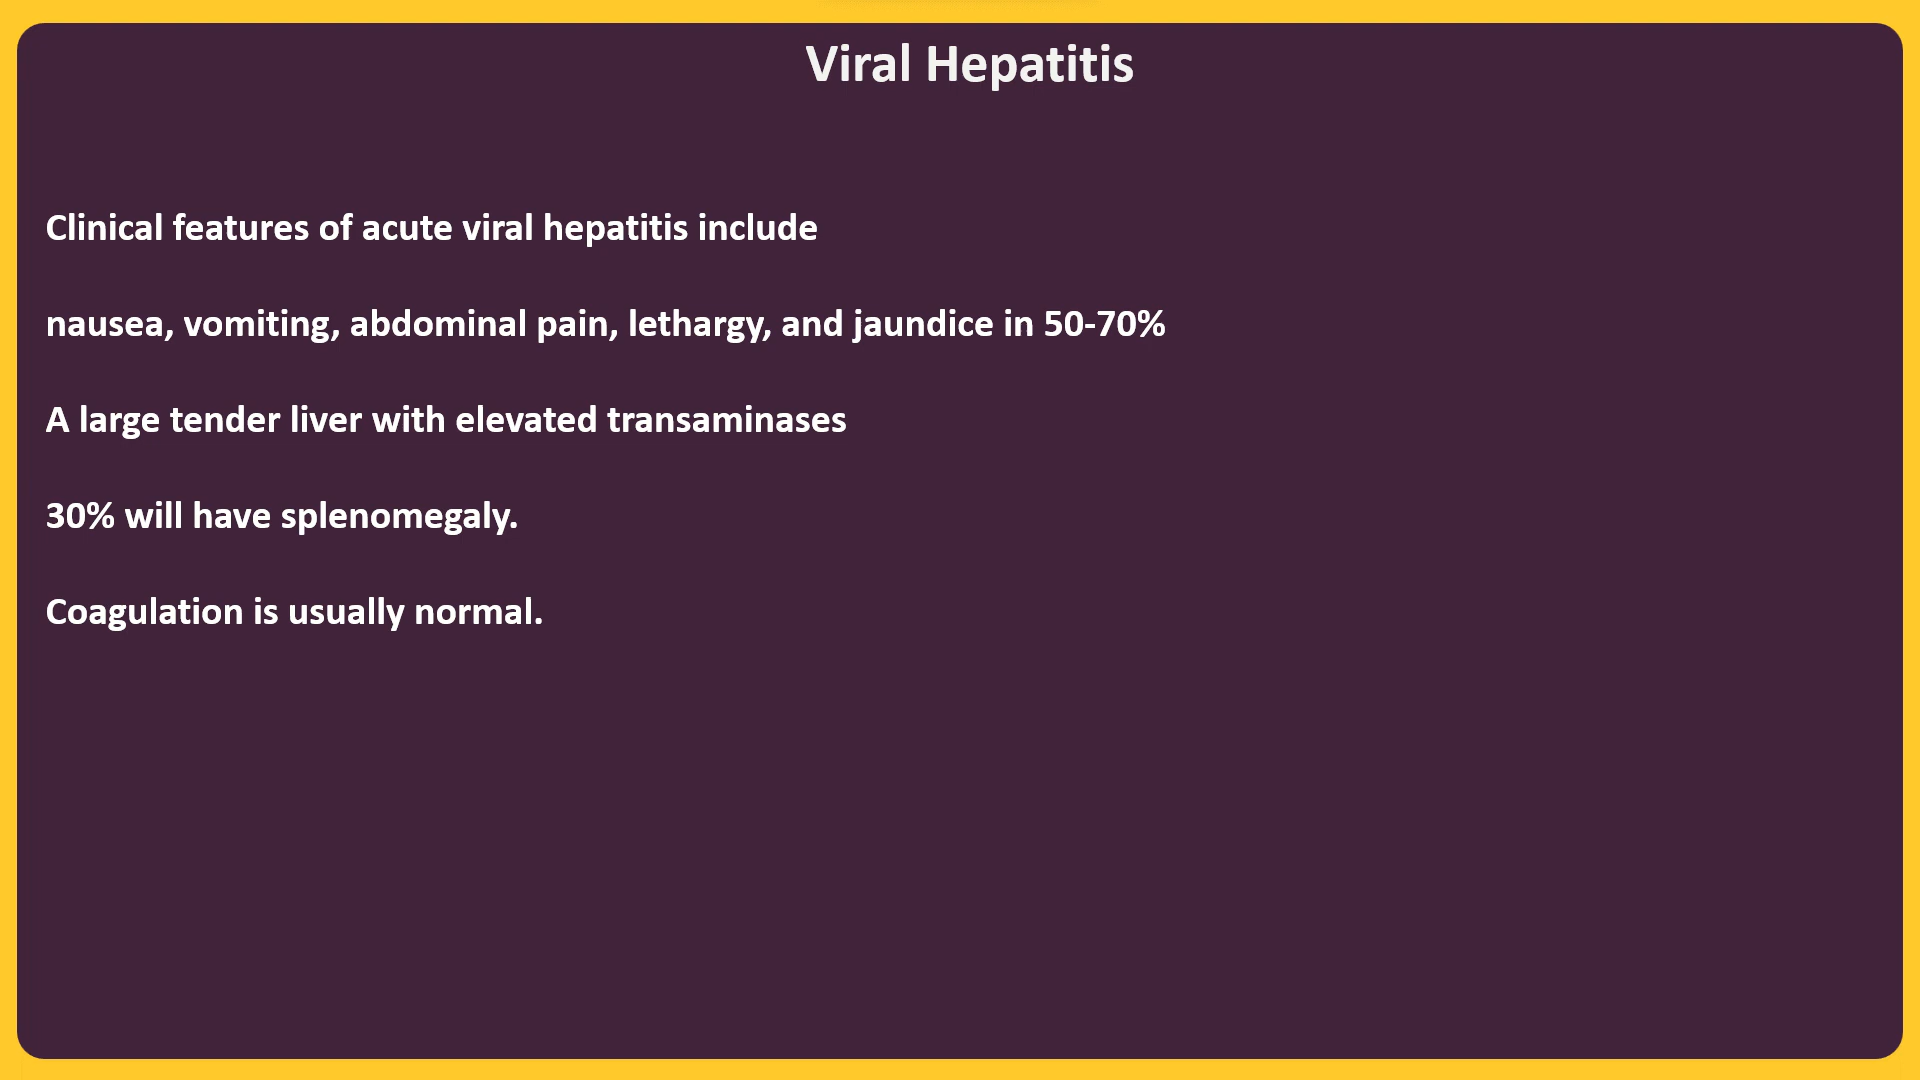 Viral Hepatitis
Clinical features of acute viral hepatitis include
nausea, vomiting, abdominal pain, lethargy, and jaundice in 50-70%
A large tender liver with elevated transaminases
30% will have splenomegaly.
Coagulation is usually normal.